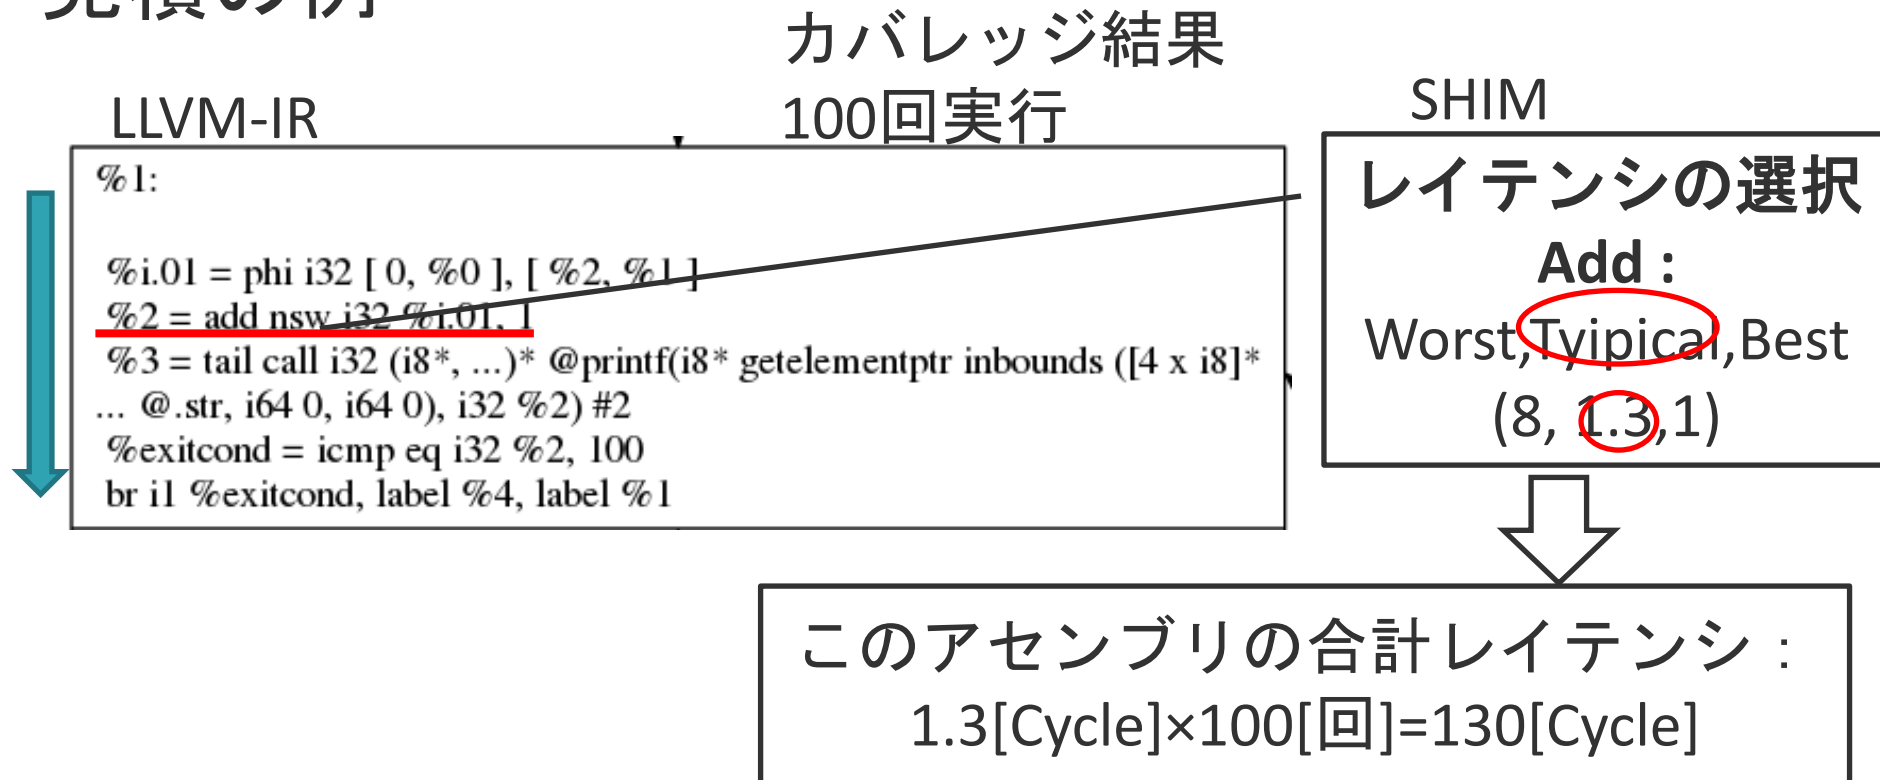 見積の例
カバレッジ結果
100回実行
LLVM-IR
%1:
%i.01 = phi i32 [ 0, %0 ], [ %2, %1 ]
%2 = add nsw i32 %i.01, 1
%3 = tail call i32 (i8*, ...)* @printf(i8* getelementptr inbounds ([4 x i8]*
... @.str, i64 0, i64 0), i32 %2) #2
%exitcond = icmp eq i32 %2, 100
br i1 %exitcond, label %4, label %1
SHIM
レイテンシの選択
Add :
Worst,Tyipical,Best
(8, 1.3,1)
このアセンブリの合計レイテンシ :
1.3[Cycle]×100[回]=130[Cycle]